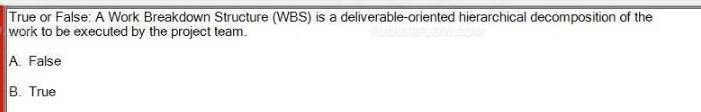 True or False: A Work Breakdown Structure (WBS) is a deliverable-oriented hierarchical decomposition of the
work to be executed by the project team.
A. False
B. True